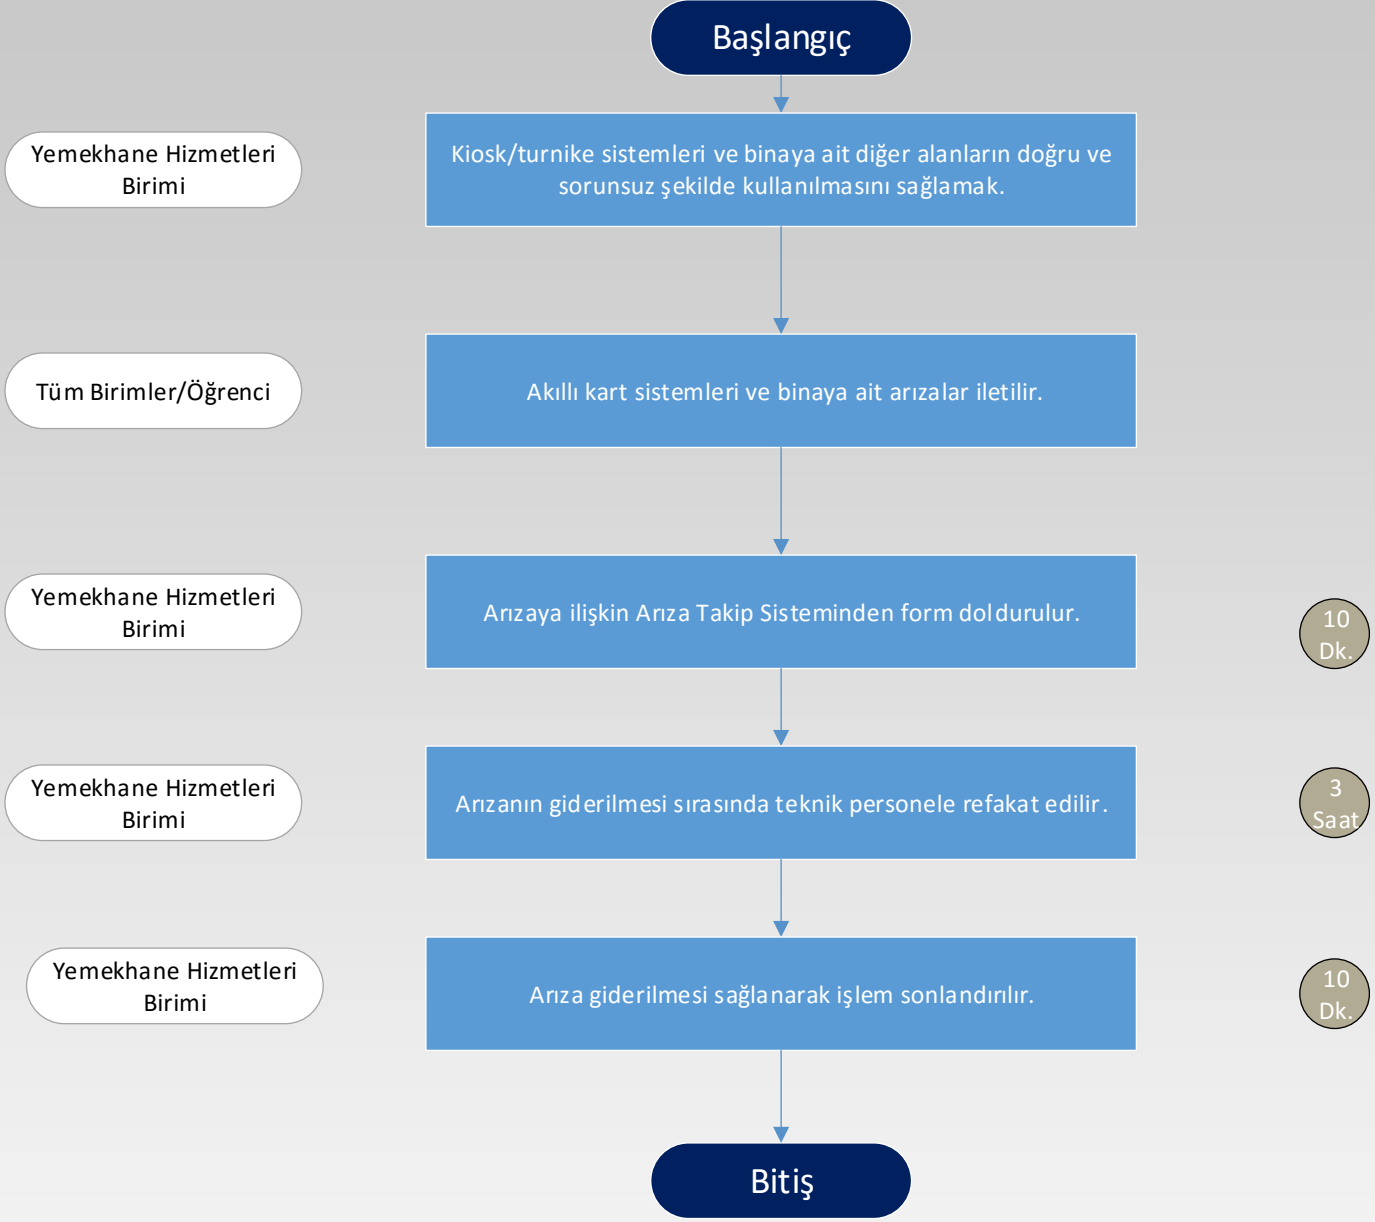 Başlangıç
Yemekhane Hizmetleri
Birimi
Kiosk/turnike sistemleri ve binaya ait diğer alanların doğru ve
sorunsuz şekilde kullanılmasını sağlamak.
Tüm Birimler/Öğrenci
Akıllı kart sistemleri ve binaya ait arızalar iletilir.
Yemekhane Hizmetleri
Birimi
Arızaya ilişkin Arıza Takip Sisteminden form doldurulur.
10
Dk.
Yemekhane Hizmetleri
Birimi
Arızanın giderilmesi sırasında teknik personele refakat edilir.
3
Saat
Yemekhane Hizmetleri
Birimi
Arıza giderilmesi sağlanarak işlem sonlandırılır.
10
Dk.
Bitiş